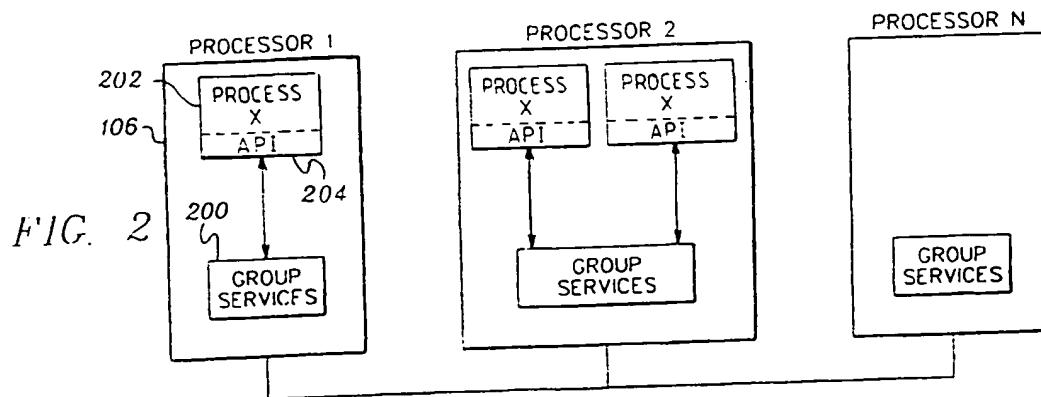 PROCESSOR 1
PROCESSOR 2
PROCESSOR N
202
PROCESS
X
API
106
204
200
GROUP
SERVICES
FIG. 2
PROCESS
X
API
PROCESS
X
API
GROUP
SERVICES
GROUP
SERVICES